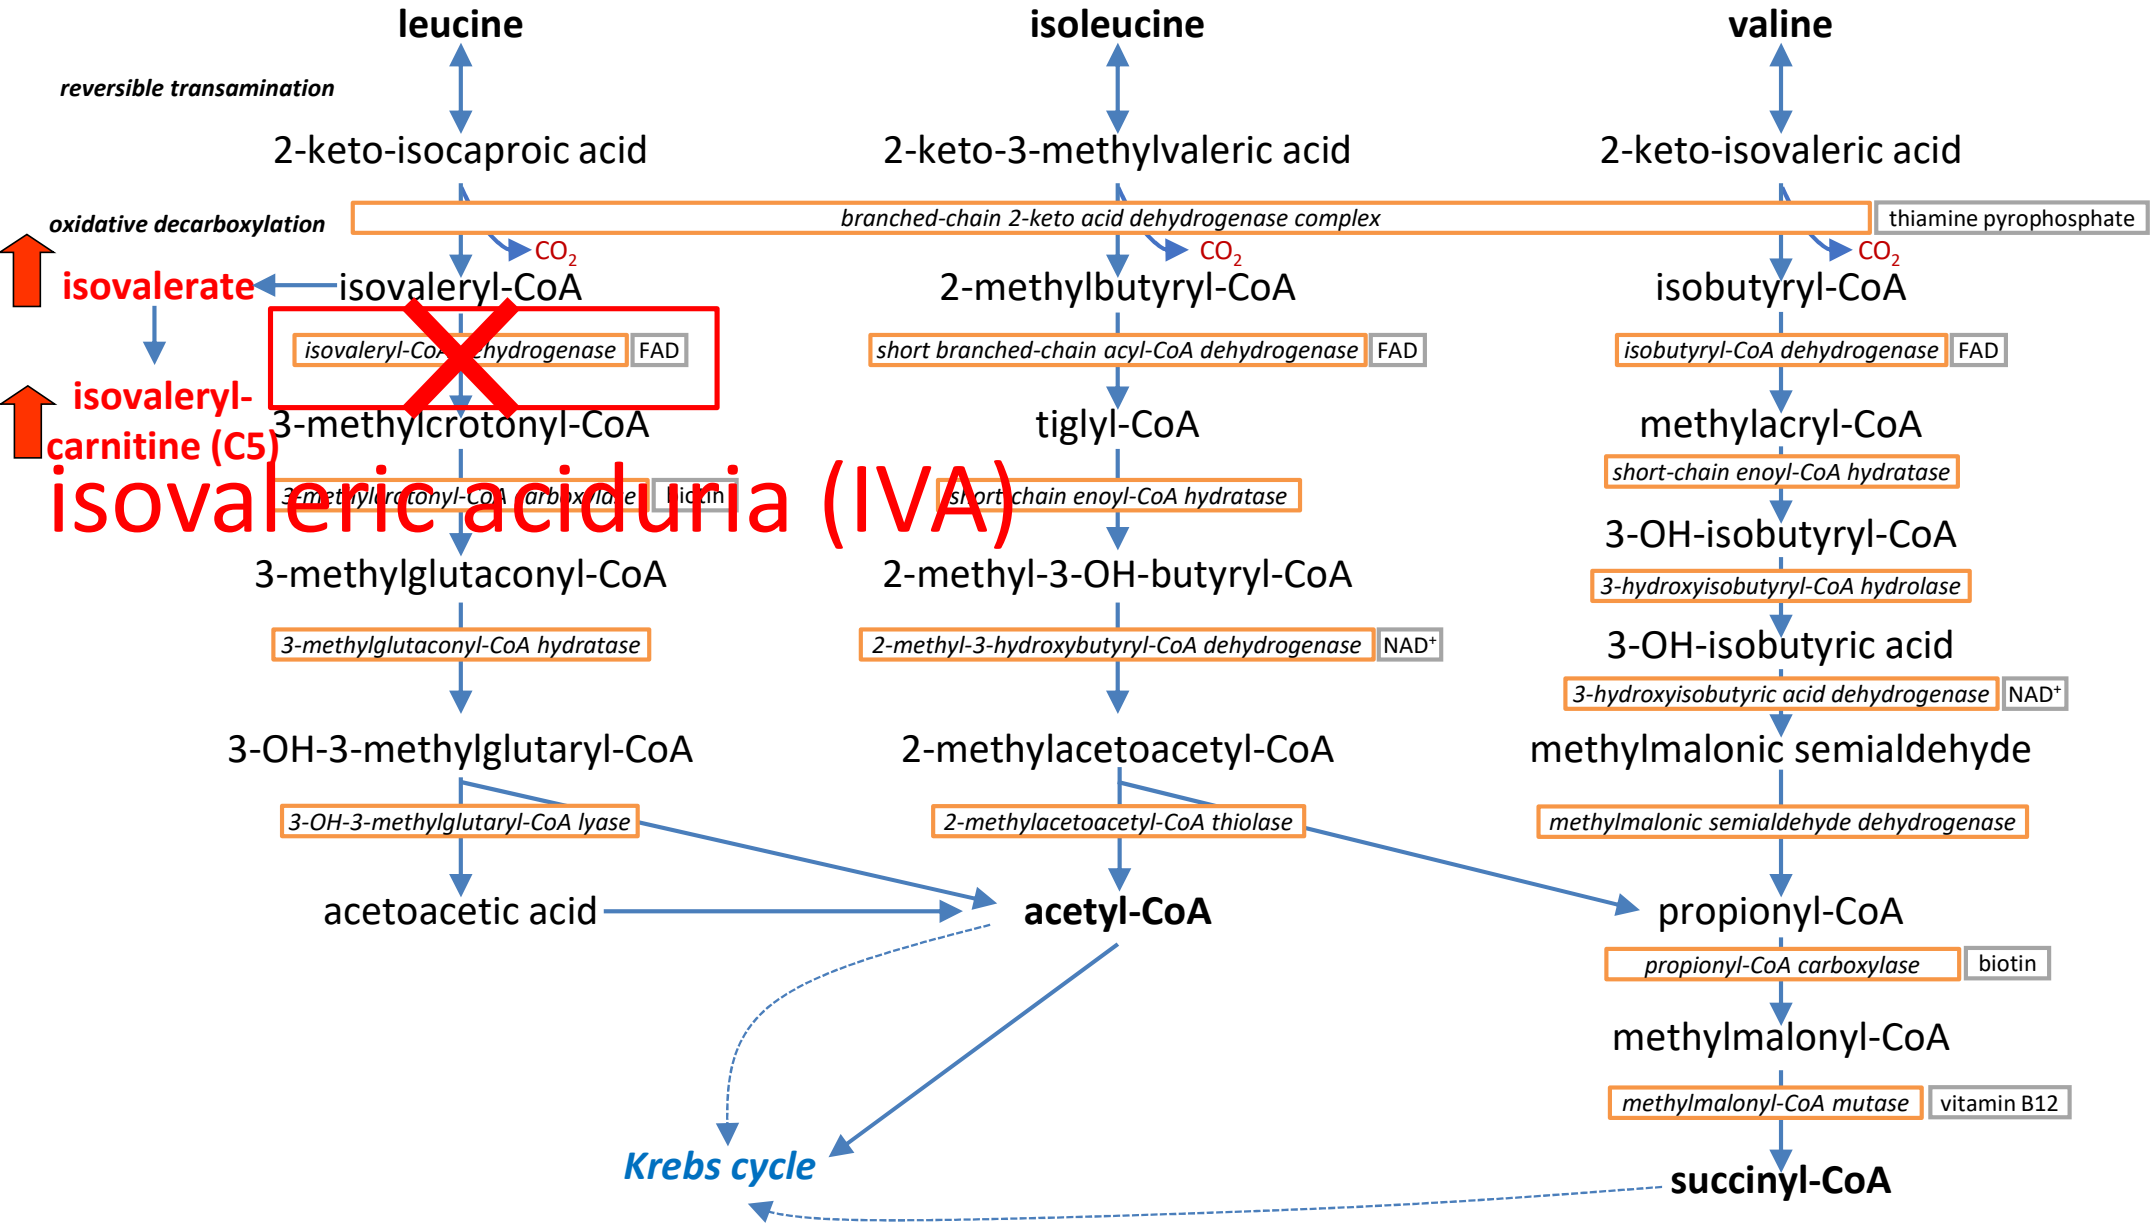 leucine
isoleucine
valine
reversible transamination
2-keto-isocaproic acid
2-keto-3-methylvaleric acid
2-keto-isovaleric acid
oxidative decarboxylation
branched-chain 2-keto acid dehydrogenase complex
thiamine pyrophosphate
CO₂
CO₂
CO₂
isovalerate
isovaleryl-CoA
2-methylbutyryl-CoA
isobutyryl-CoA
isovaleryl-CoA dehydrogenase
FAD
short branched-chain acyl-CoA dehydrogenase
FAD
isobutyryl-CoA dehydrogenase
FAD
isovaleryl-
carnitine (C5)
3-methylcrotonyl-CoA
tiglyl-CoA
methylacryl-CoA
short-chain enoyl-CoA hydratase
3-methylcrotonyl-CoA carboxylase
biotin
short-chain enoyl-CoA hydratase
isovaleric aciduria (IVA)
3-OH-isobutyryl-CoA
3-methylglutaconyl-CoA
2-methyl-3-OH-butyryl-CoA
3-hydroxyisobutyryl-CoA hydrolase
3-methylglutaconyl-CoA hydratase
2-methyl-3-hydroxybutyryl-CoA dehydrogenase
NAD⁺
3-OH-isobutyric acid
3-hydroxyisobutyric acid dehydrogenase
NAD⁺
3-OH-3-methylglutaryl-CoA
2-methylacetoacetyl-CoA
methylmalonic semialdehyde
3-OH-3-methylglutaryl-CoA lyase
2-methylacetoacetyl-CoA thiolase
methylmalonic semialdehyde dehydrogenase
acetoacetic acid
acetyl-CoA
propionyl-CoA
propionyl-CoA carboxylase
biotin
methylmalonyl-CoA
methylmalonyl-CoA mutase
vitamin B12
Krebs cycle
succinyl-CoA